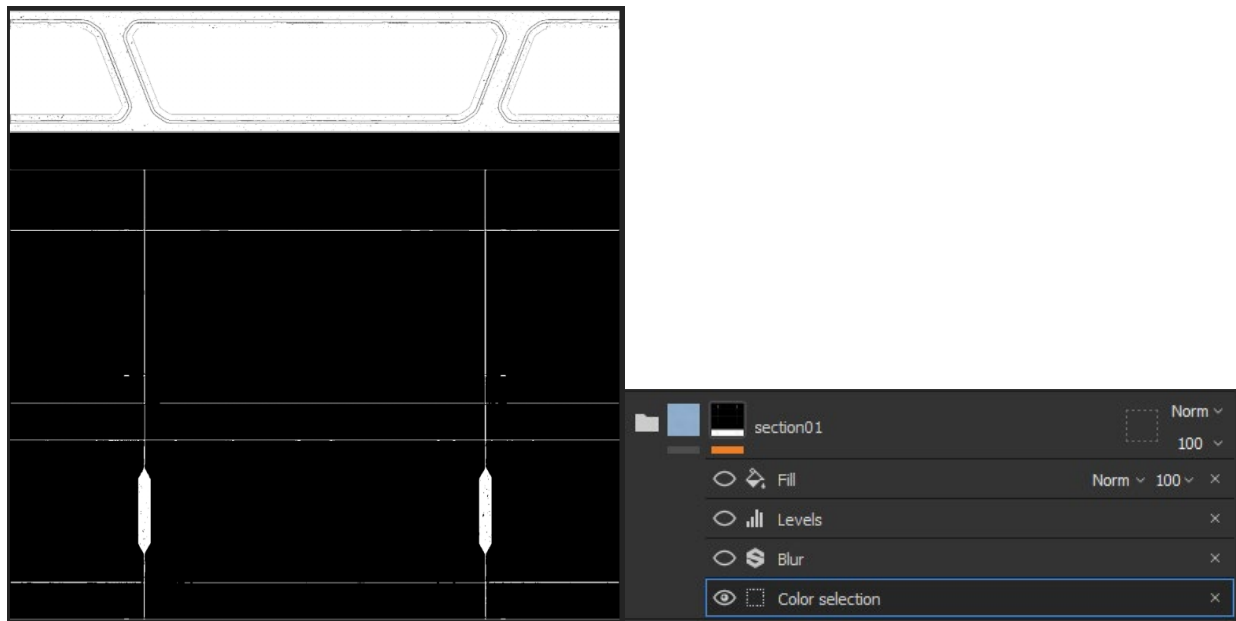 section01
Norm
100
Fill Norm 100
Levels
Blur
Color selection